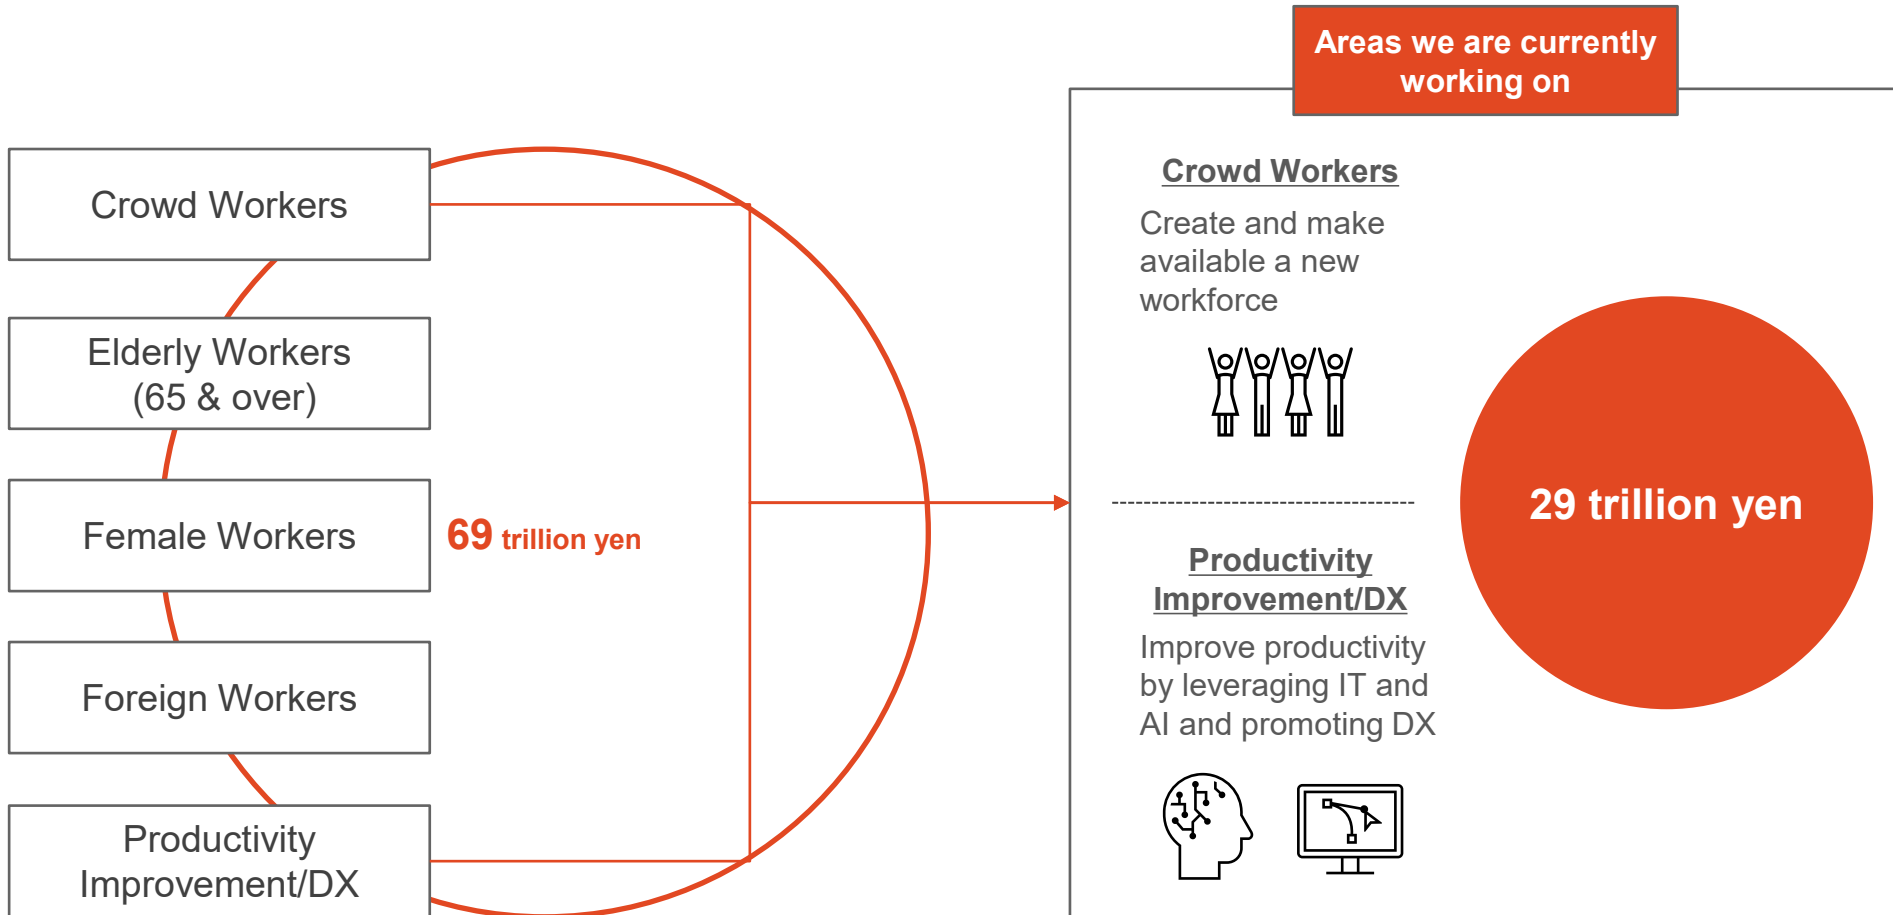 Crowd Workers
Elderly Workers
(65 & over)
Female Workers
Foreign Workers
Productivity
Improvement/DX
69 trillion yen
Areas we are currently
working on
Crowd Workers
Create and make
available a new
workforce
Productivity
Improvement/DX
Improve productivity
by leveraging IT and
AI and promoting DX
29 trillion yen